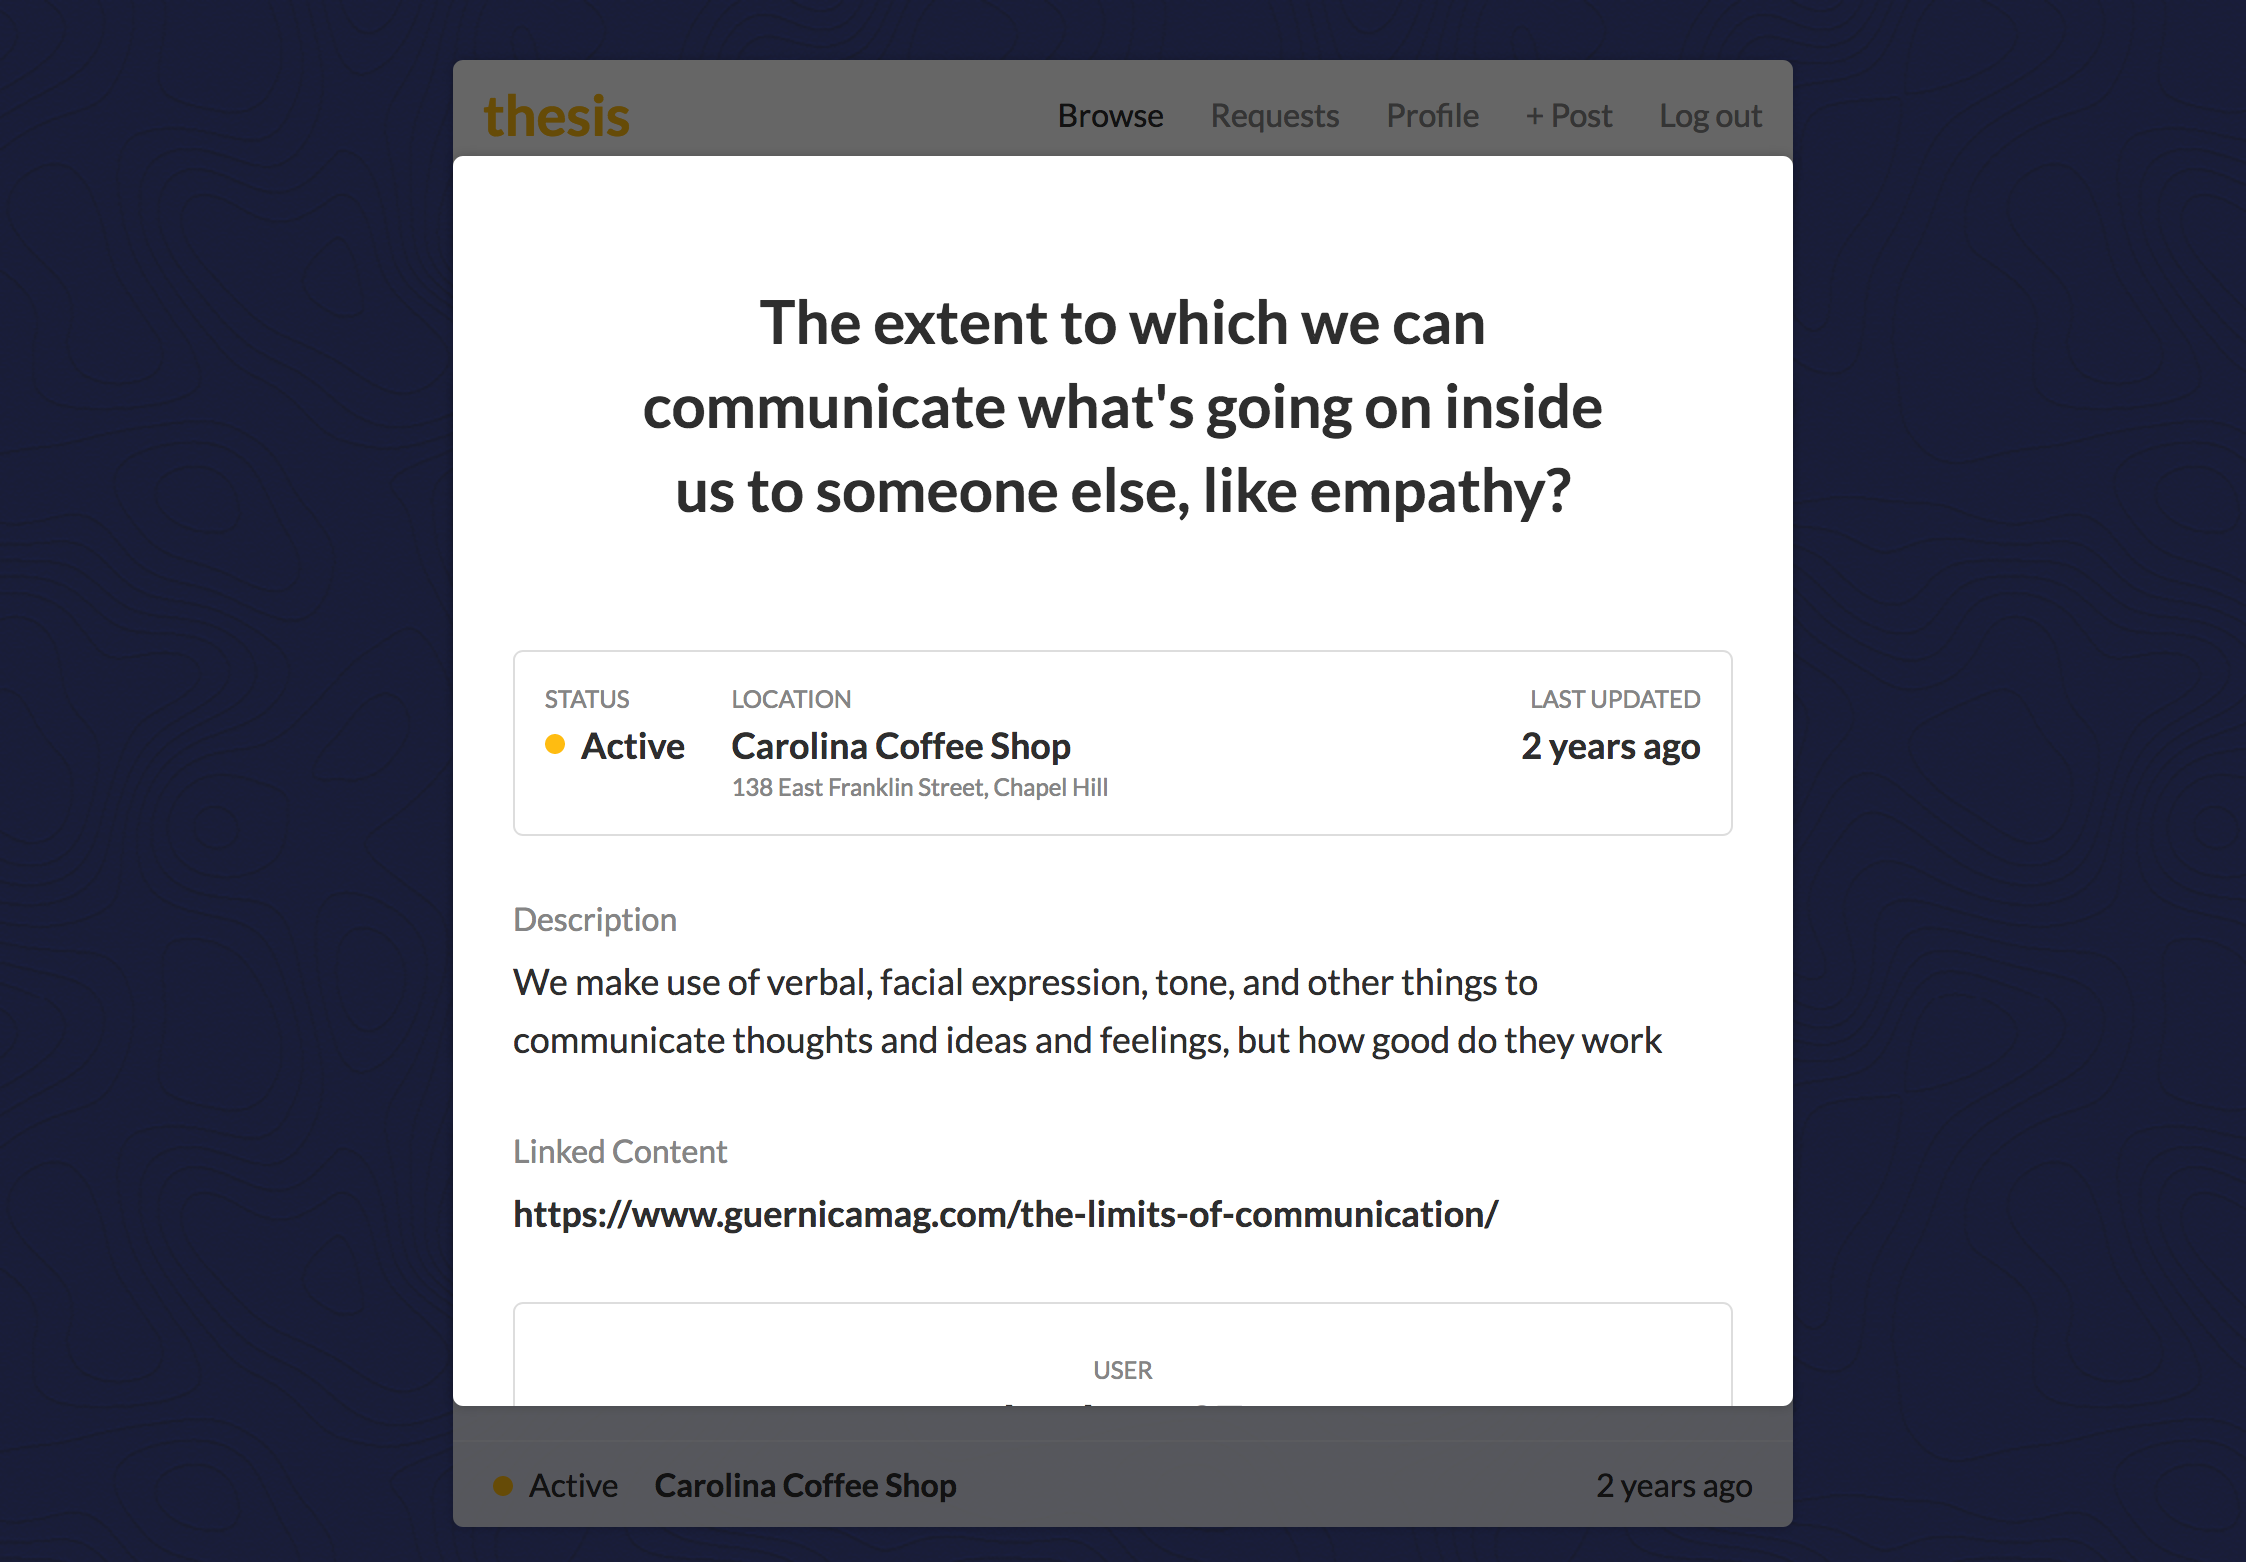 thesis
Browse Requests Profile + Post Log out
The extent to which we can
communicate what's going on inside
us to someone else, like empathy?
STATUS LOCATION LAST UPDATED
Active Carolina Coffee Shop 2 years ago
138 East Franklin Street, Chapel Hill
Description
We make use of verbal, facial expression, tone, and other things to
communicate thoughts and ideas and feelings, but how good do they work
Linked Content
https://www.guernicamag.com/the-limits-of-communication/
USER
Active Carolina Coffee Shop 2 years ago